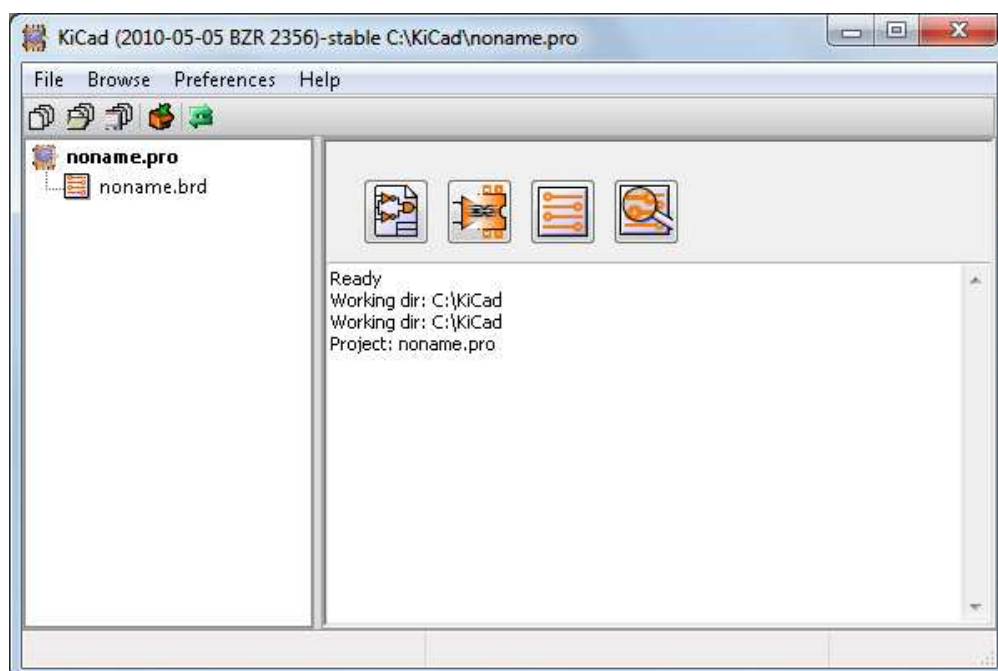 KiCad (2010-05-05 BZR 2356)-stable C:\KiCad\noname.pro
File Browse Preferences Help
noname.pro
noname.brd
Ready
Working dir: C:\KiCad
Working dir: C:\KiCad
Project: noname.pro